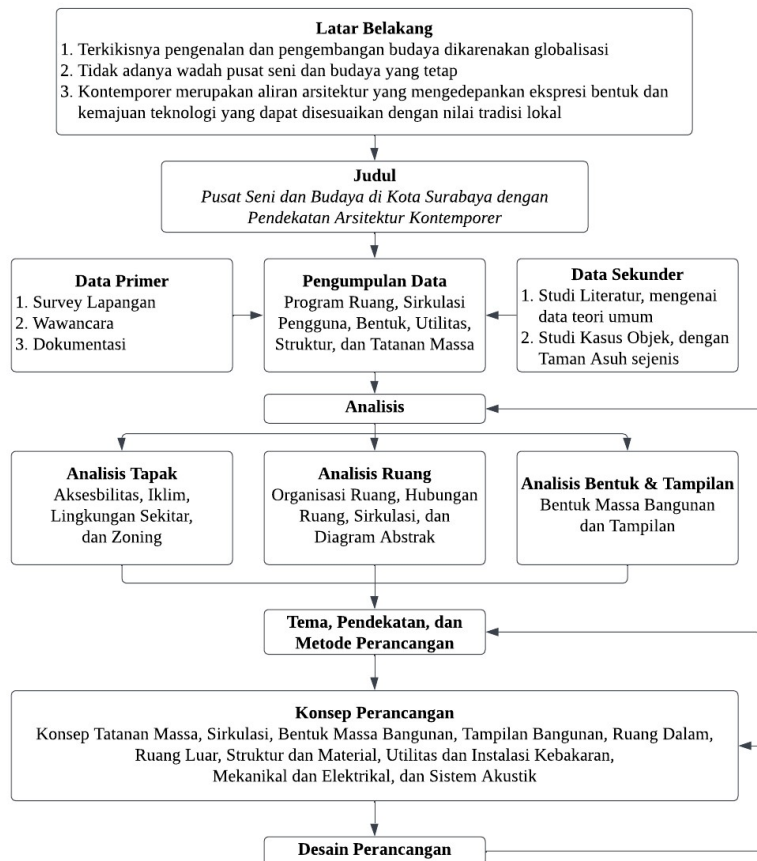 Latar Belakang
1. Terkikisnya pengenalan dan pengembangan budaya dikarenakan globalisasi
2. Tidak adanya wadah pusat seni dan budaya yang tetap
3. Kontemporer merupakan aliran arsitektur yang mengedepankan ekspresi bentuk dan
kemajuan teknologi yang dapat disesuaikan dengan nilai tradisi lokal
Judul
Pusat Seni dan Budaya di Kota Surabaya dengan
Pendekatan Arsitektur Kontemporer
Data Primer
1. Survey Lapangan
2. Wawancara
3. Dokumentasi
Pengumpulan Data
Program Ruang, Sirkulasi
Pengguna, Bentuk, Utilitas,
Struktur, dan Tatanan Massa
Data Sekunder
1. Studi Literatur, mengenai
data teori umum
2. Studi Kasus Objek, dengan
Taman Asuh sejenis
Analisis
Analisis Tapak
Aksesbilitas, Iklim,
Lingkungan Sekitar,
dan Zoning
Analisis Ruang
Organisasi Ruang, Hubungan
Ruang, Sirkulasi, dan
Diagram Abstrak
Analisis Bentuk & Tampilan
Bentuk Massa Bangunan
dan Tampilan
Tema, Pendekatan, dan
Metode Perancangan
Konsep Perancangan
Konsep Tatanan Massa, Sirkulasi, Bentuk Massa Bangunan, Tampilan Bangunan, Ruang Dalam,
Ruang Luar, Struktur dan Material, Utilitas dan Instalasi Kebakaran,
Mekanikal dan Elektrikal, dan Sistem Akustik
Desain Perancangan